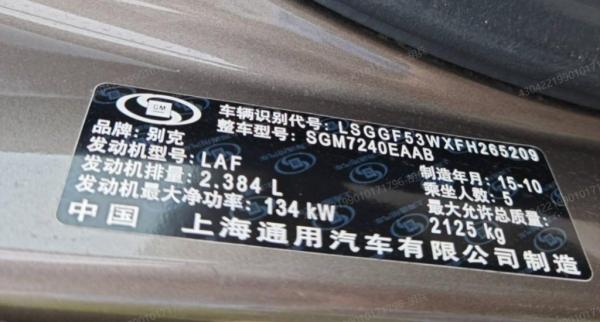 GM
车辆识别代号: LSGGF53WXFH265209
品牌: 别克
整车型号: SGM7240EAAB
发动机型号: LAF
制造年月: 15-10
发动机排量: 2.384 L
乘坐人数: 5
发动机最大净功率: 134 kW
最大允许总质量:
2125 kg
中国 上海通用汽车有限公司制造